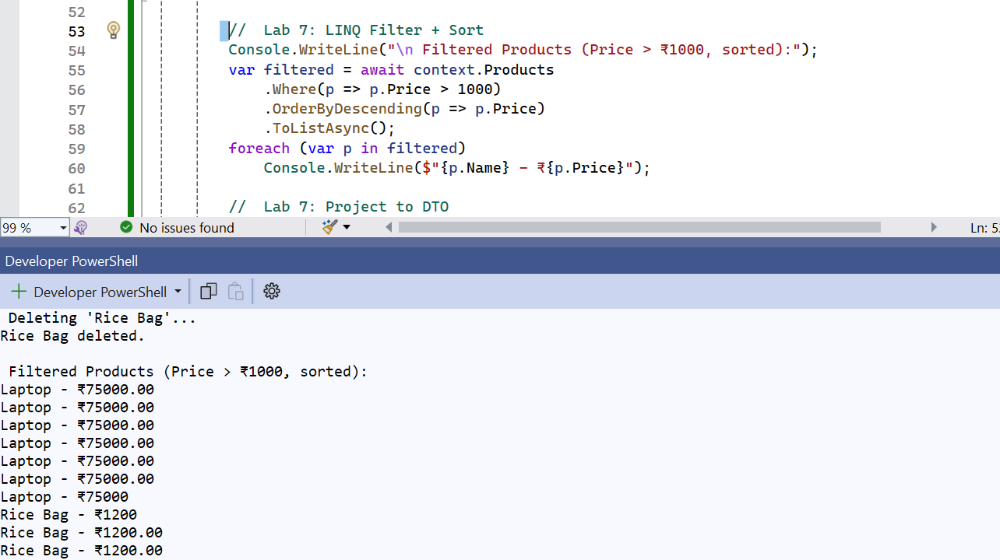 52
53 //  Lab 7: LINQ Filter + Sort
54 Console.WriteLine("\n Filtered Products (Price > ₹1000, sorted):");
55 var filtered = await context.Products
56     .Where(p => p.Price > 1000)
57     .OrderByDescending(p => p.Price)
58     .ToListAsync();
59 foreach (var p in filtered)
60     Console.WriteLine($"{p.Name} - ₹{p.Price}");
61
62 //  Lab 7: Project to DTO
99 % No issues found Ln: 53
Developer PowerShell
Developer PowerShell
 Deleting 'Rice Bag'...
Rice Bag deleted.
 Filtered Products (Price > ₹1000, sorted):
Laptop - ₹75000.00
Laptop - ₹75000.00
Laptop - ₹75000.00
Laptop - ₹75000.00
Laptop - ₹75000.00
Laptop - ₹75000.00
Laptop - ₹75000
Rice Bag - ₹1200
Rice Bag - ₹1200.00
Rice Bag - ₹1200.00